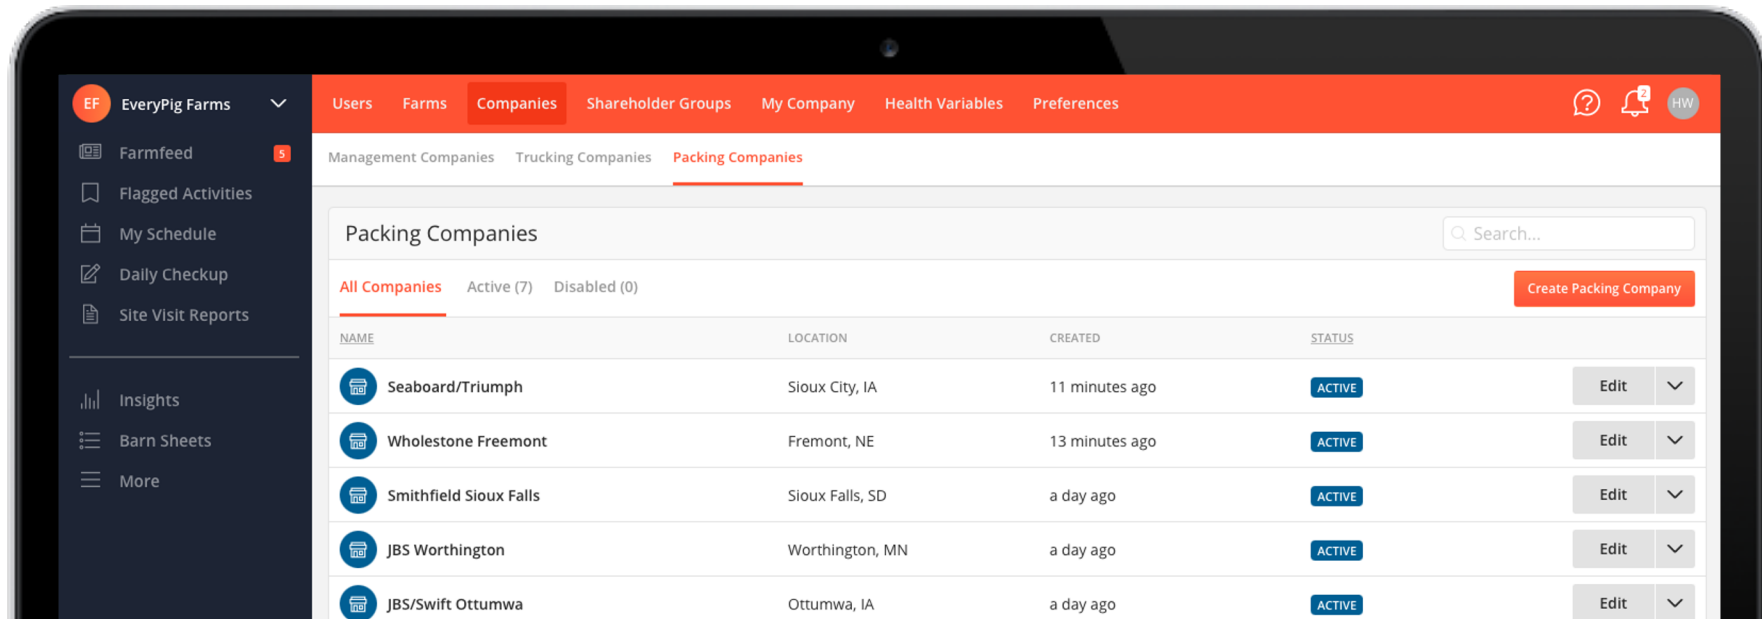 EF EveryPig Farms
Users Farms Companies Shareholder Groups My Company Health Variables Preferences
2
HW
Farmfeed 5
Flagged Activities
My Schedule
Daily Checkup
Site Visit Reports
Insights
Barn Sheets
More
Management Companies Trucking Companies Packing Companies
Packing Companies
Search...
All Companies Active (7) Disabled (0)
Create Packing Company
NAME LOCATION CREATED STATUS
Seaboard/Triumph Sioux City, IA 11 minutes ago ACTIVE Edit
Wholestone Freemont Fremont, NE 13 minutes ago ACTIVE Edit
Smithfield Sioux Falls Sioux Falls, SD a day ago ACTIVE Edit
JBS Worthington Worthington, MN a day ago ACTIVE Edit
JBS/Swift Ottumwa Ottumwa, IA a day ago ACTIVE Edit